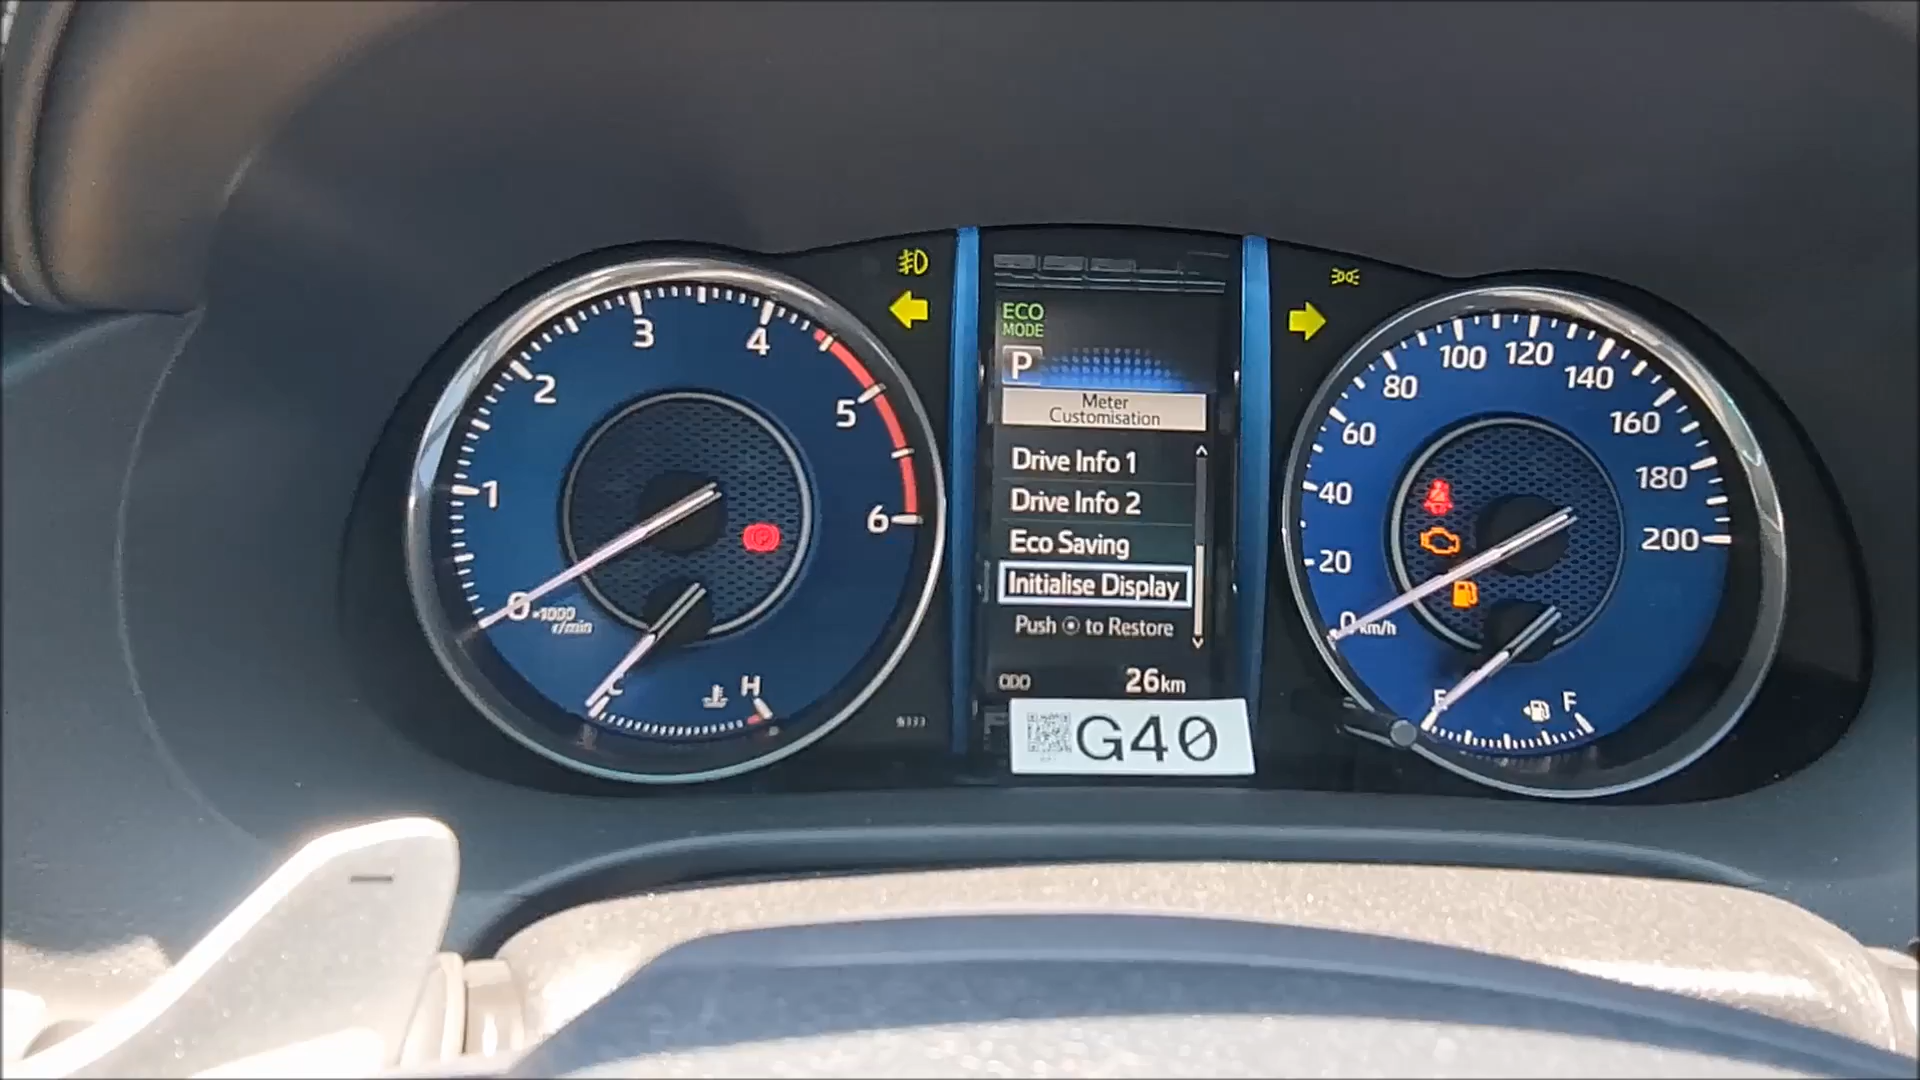 3
4
2
5
1
6
0
×1000
r/min
C
H
ECO
MODE
P
Meter
Customisation
Drive Info 1
Drive Info 2
Eco Saving
Initialise Display
Push to Restore
ODO 26km
G40
100
120
80
140
60
160
40
180
20
200
0
km/h
E
F